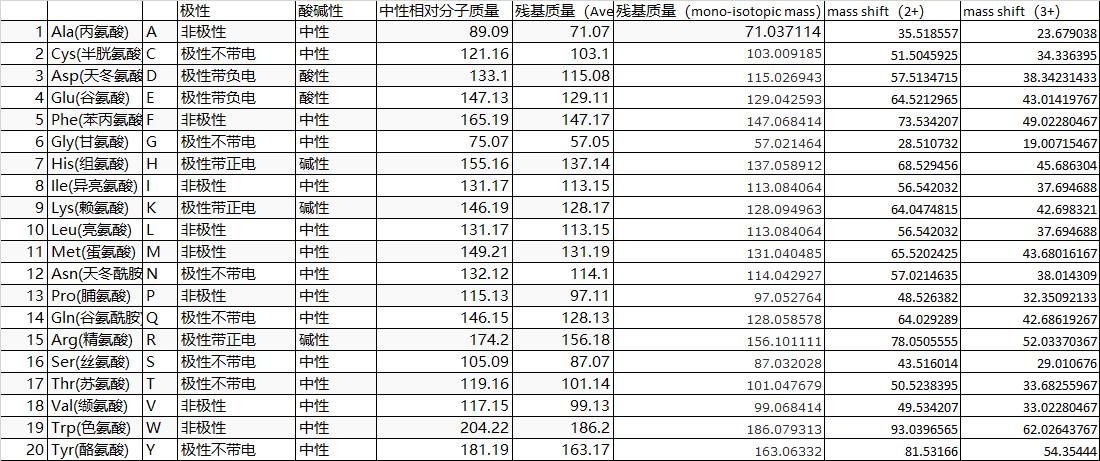 极性 酸碱性 中性相对分子质量 残基质量（Ave 残基质量（mono-isotopic mass) mass shift（2+） mass shift（3+）
1 Ala(丙氨酸) A 非极性 中性 89.09 71.07 71.037114 35.518557 23.679038
2 Cys(半胱氨酸 C 极性不带电 中性 121.16 103.1 103.009185 51.5045925 34.336395
3 Asp(天冬氨酸 D 极性带负电 酸性 133.1 115.08 115.026943 57.5134715 38.34231433
4 Glu(谷氨酸) E 极性带负电 酸性 147.13 129.11 129.042593 64.5212965 43.01419767
5 Phe(苯丙氨酸 F 非极性 中性 165.19 147.17 147.068414 73.534207 49.02280467
6 Gly(甘氨酸) G 极性不带电 中性 75.07 57.05 57.021464 28.510732 19.00715467
7 His(组氨酸) H 极性带正电 碱性 155.16 137.14 137.058912 68.529456 45.686304
8 Ile(异亮氨酸) I 非极性 中性 131.17 113.15 113.084064 56.542032 37.694688
9 Lys(赖氨酸) K 极性带正电 碱性 146.19 128.17 128.094963 64.0474815 42.698321
10 Leu(亮氨酸) L 非极性 中性 131.17 113.15 113.084064 56.542032 37.694688
11 Met(蛋氨酸) M 非极性 中性 149.21 131.19 131.040485 65.5202425 43.68016167
12 Asn(天冬酰胺 N 极性不带电 中性 132.12 114.1 114.042927 57.0214635 38.014309
13 Pro(脯氨酸) P 非极性 中性 115.13 97.11 97.052764 48.526382 32.35092133
14 Gln(谷氨酰胺) Q 极性不带电 中性 146.15 128.13 128.058578 64.029289 42.68619267
15 Arg(精氨酸) R 极性带正电 碱性 174.2 156.18 156.101111 78.0505555 52.03370367
16 Ser(丝氨酸) S 极性不带电 中性 105.09 87.07 87.032028 43.516014 29.010676
17 Thr(苏氨酸) T 极性不带电 中性 119.16 101.14 101.047679 50.5238395 33.68255967
18 Val(缬氨酸) V 非极性 中性 117.15 99.13 99.068414 49.534207 33.02280467
19 Trp(色氨酸) W 非极性 中性 204.22 186.2 186.079313 93.0396565 62.02643767
20 Tyr(酪氨酸) Y 极性不带电 中性 181.19 163.17 163.06332 81.53166 54.35444